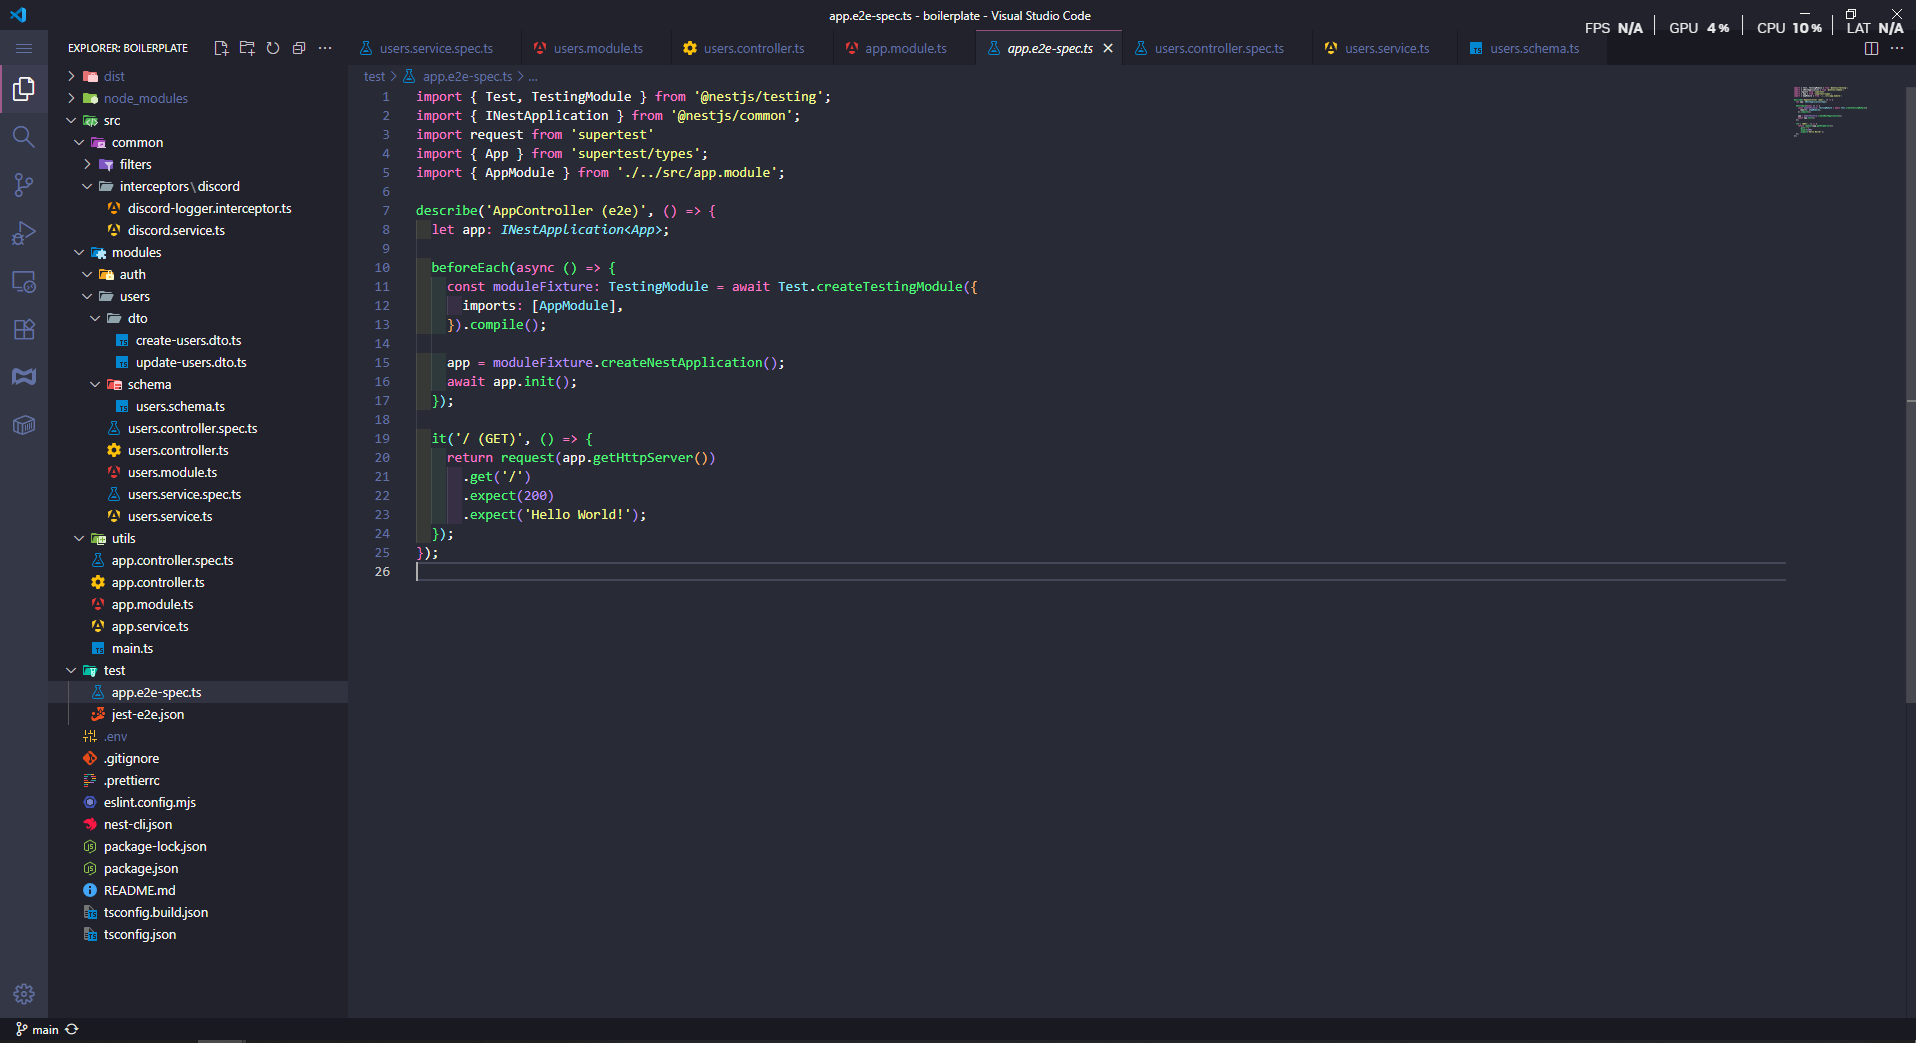 app.e2e-spec.ts - boilerplate - Visual Studio Code
FPS N/A GPU 4% CPU 10% LAT N/A
EXPLORER: BOILERPLATE
users.service.spec.ts users.module.ts users.controller.ts app.module.ts app.e2e-spec.ts users.controller.spec.ts users.service.ts users.schema.ts
dist
node_modules
src
common
filters
interceptors\discord
discord-logger.interceptor.ts
discord.service.ts
modules
auth
users
dto
create-users.dto.ts
update-users.dto.ts
schema
users.schema.ts
users.controller.spec.ts
users.controller.ts
users.module.ts
users.service.spec.ts
users.service.ts
utils
app.controller.spec.ts
app.controller.ts
app.module.ts
app.service.ts
main.ts
test
app.e2e-spec.ts
jest-e2e.json
.env
.gitignore
.prettierrc
eslint.config.mjs
nest-cli.json
package-lock.json
package.json
README.md
tsconfig.build.json
tsconfig.json
test > app.e2e-spec.ts > ...
1 import { Test, TestingModule } from '@nestjs/testing';
2 import { INestApplication } from '@nestjs/common';
3 import request from 'supertest'
4 import { App } from 'supertest/types';
5 import { AppModule } from './../src/app.module';
6
7 describe('AppController (e2e)', () => {
8 let app: INestApplication<App>;
9
10 beforeEach(async () => {
11 const moduleFixture: TestingModule = await Test.createTestingModule({
12 imports: [AppModule],
13 }).compile();
14
15 app = moduleFixture.createNestApplication();
16 await app.init();
17 });
18
19 it('/ (GET)', () => {
20 return request(app.getHttpServer())
21 .get('/')
22 .expect(200)
23 .expect('Hello World!');
24 });
25 });
26
main